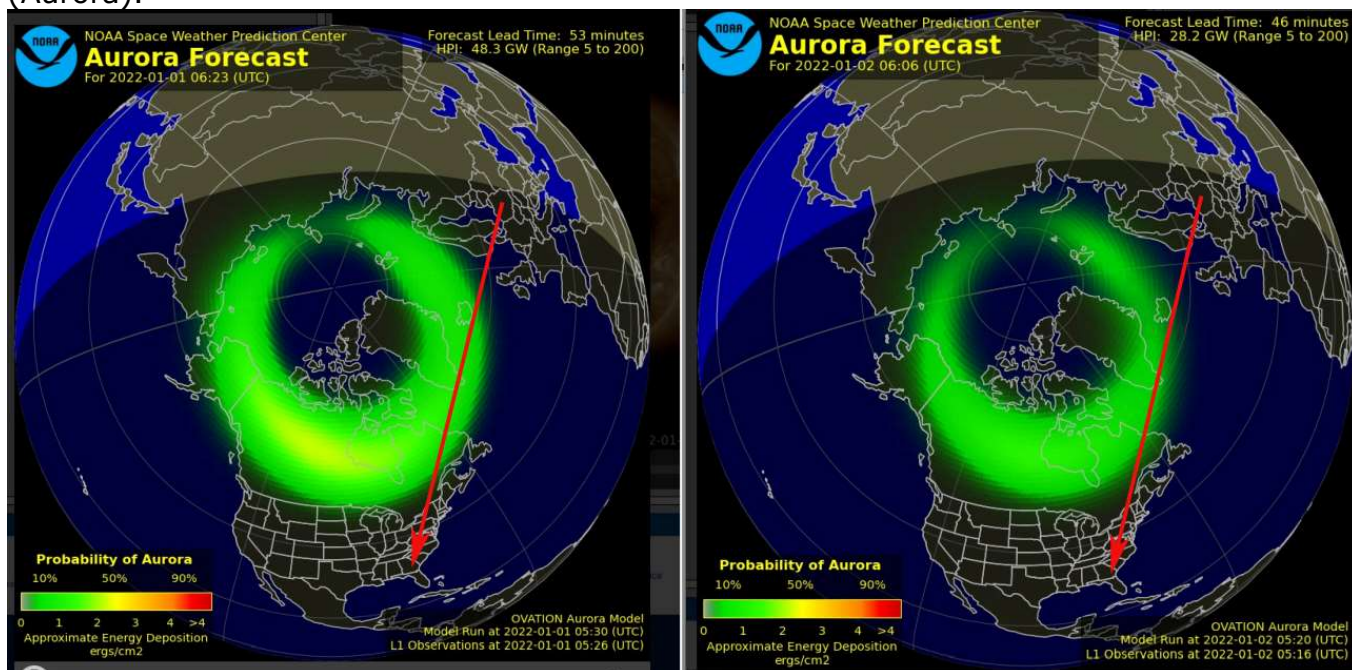 (Aurora).
NOAA
NOAA Space Weather Prediction Center
Aurora Forecast
For 2022-01-01 06:23 (UTC)
Forecast Lead Time: 53 minutes
HPI: 48.3 GW (Range 5 to 200)
Probability of Aurora
10% 50% 90%
0 1 2 3 4 >4
Approximate Energy Deposition
ergs/cm2
OVATION Aurora Model
Model Run at 2022-01-01 05:30 (UTC)
L1 Observations at 2022-01-01 05:26 (UTC)
NOAA
NOAA Space Weather Prediction Center
Aurora Forecast
For 2022-01-02 06:06 (UTC)
Forecast Lead Time: 46 minutes
HPI: 28.2 GW (Range 5 to 200)
Probability of Aurora
10% 50% 90%
0 1 2 3 4 >4
Approximate Energy Deposition
ergs/cm2
OVATION Aurora Model
Model Run at 2022-01-02 05:20 (UTC)
L1 Observations at 2022-01-02 05:16 (UTC)